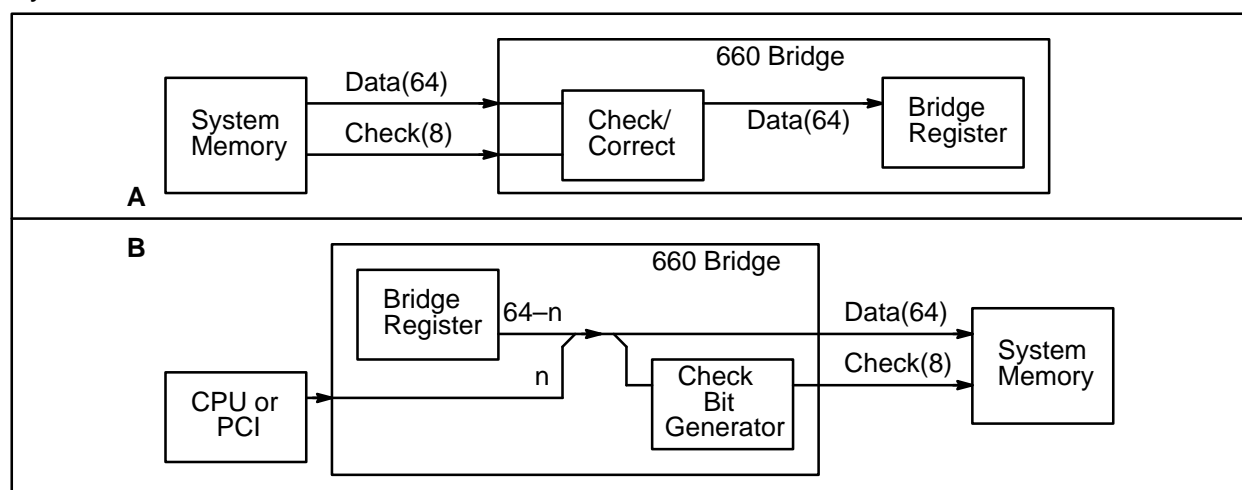 660 Bridge
Data(64)
System
Memory
Check(8)
Check/
Correct
Data(64)
Bridge
Register
A
B
660 Bridge
Bridge
Register
64–n
n
CPU or
PCI
Check
Bit
Generator
Data(64)
Check(8)
System
Memory